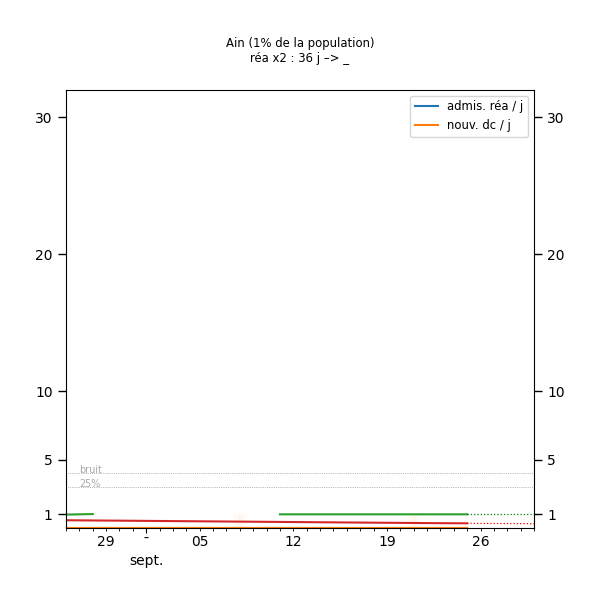 Ain (1% de la population)
réa x2 : 36 j –> _
admis. réa / j
nouv. dc / j
30
30
20
20
10
10
5
5
bruit
25%
1
1
29
-
05
12
19
26
sept.